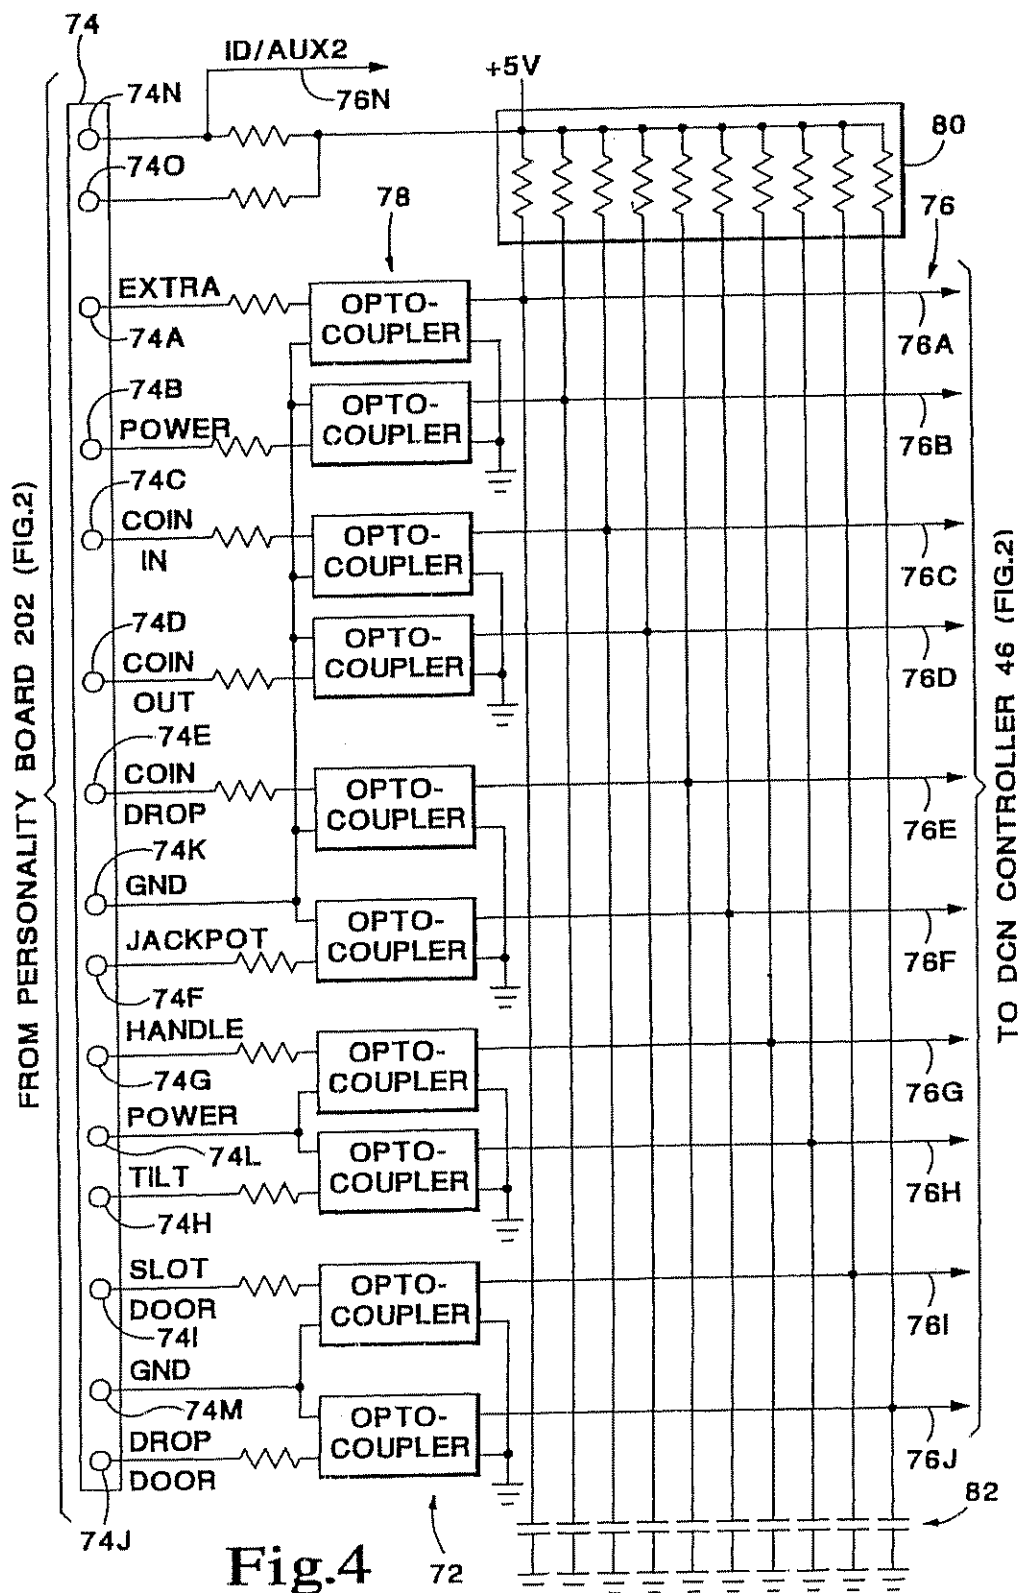 74
ID/AUX2
+5V
74N
76N
80
74O
78
76
EXTRA
OPTO-
COUPLER
74A
76A
74B
OPTO-
COUPLER
POWER
76B
74C
COIN
IN
OPTO-
COUPLER
76C
74D
COIN
OUT
OPTO-
COUPLER
76D
74E
COIN
DROP
OPTO-
COUPLER
76E
74K
GND
OPTO-
COUPLER
JACKPOT
76F
74F
HANDLE
OPTO-
COUPLER
74G
76G
POWER
74L
OPTO-
COUPLER
TILT
76H
74H
SLOT
DOOR
OPTO-
COUPLER
74I
76I
GND
74M
OPTO-
COUPLER
DROP
DOOR
76J
74J
82
72
FROM PERSONALITY BOARD 202 (FIG.2)
TO DCN CONTROLLER 46 (FIG.2)
Fig.4